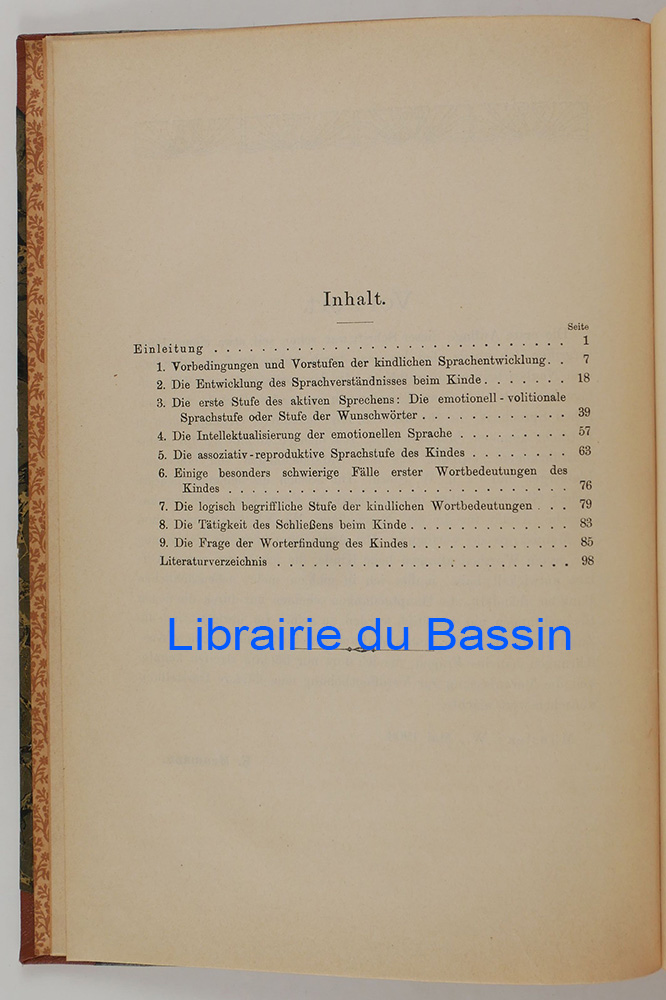 Inhalt.
Seite
Einleitung . . . . . . . . . . . . . . . . . . . . . . . . . . . . . 1
1. Vorbedingungen und Vorstufen der kindlichen Sprachentwicklung. . 7
2. Die Entwicklung des Sprachverständnisses beim Kinde . . . . . . . 18
3. Die erste Stufe des aktiven Sprechens: Die emotionell-volitionale
Sprachstufe oder Stufe der Wunschwörter . . . . . . . . . . . . 39
4. Die Intellektualisierung der emotionellen Sprache . . . . . . . . . 57
5. Die assoziativ-reproduktive Sprachstufe des Kindes . . . . . . . . 63
6. Einige besonders schwierige Fälle erster Wortbedeutungen des
Kindes . . . . . . . . . . . . . . . . . . . . . . . . . . . . 76
7. Die logisch begriffliche Stufe der kindlichen Wortbedeutungen . . . 79
8. Die Tätigkeit des Schließens beim Kinde . . . . . . . . . . . . . 83
9. Die Frage der Worterfindung des Kindes . . . . . . . . . . . . . 85
Literaturverzeichnis . . . . . . . . . . . . . . . . . . . . . . . . . 98
Librairie du Bassin